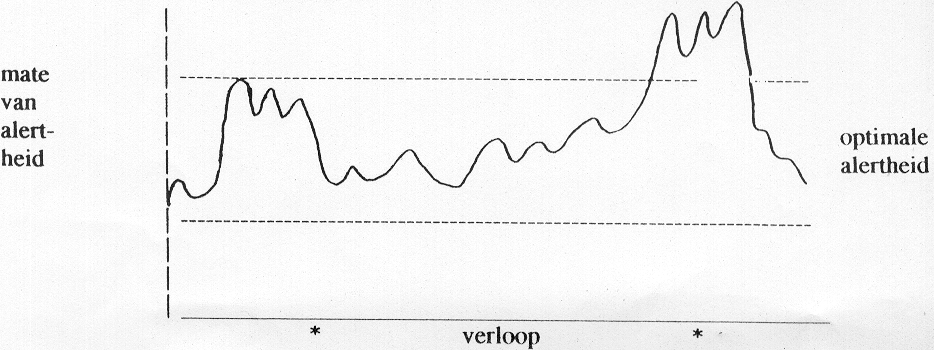 mate
van
alert-
heid
optimale
alertheid
* verloop *